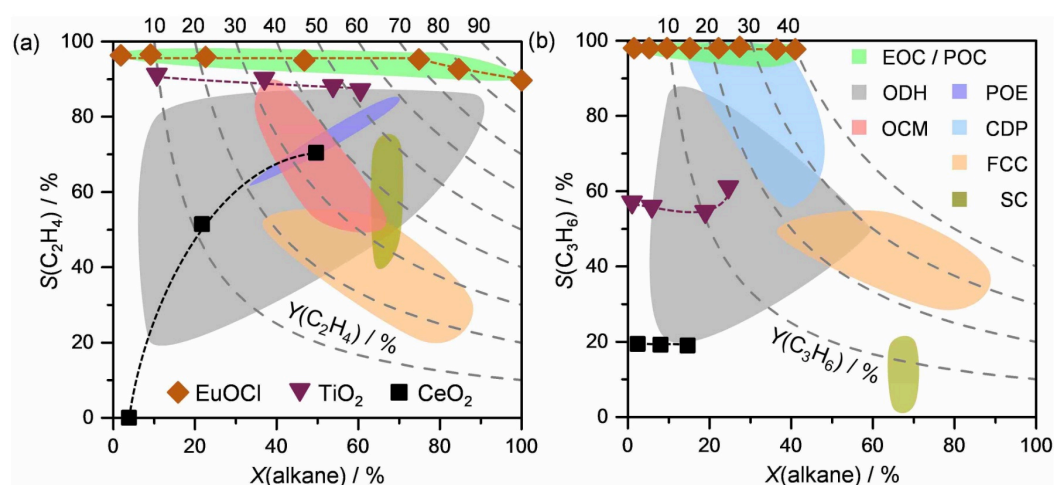 10 20 30 40 50 60 70 80 90
(a)
100
80
60
40
20
0
S(C₂H₄) / %
Y(C₂H₄) / %
EuOCl
TiO₂
CeO₂
0 20 40 60 80 100
X(alkane) / %
10 20 30 40
(b)
100
80
60
40
20
0
S(C₃H₆) / %
EOC / POC
ODH
POE
OCM
CDP
FCC
SC
Y(C₃H₆) / %
0 20 40 60 80 100
X(alkane) / %